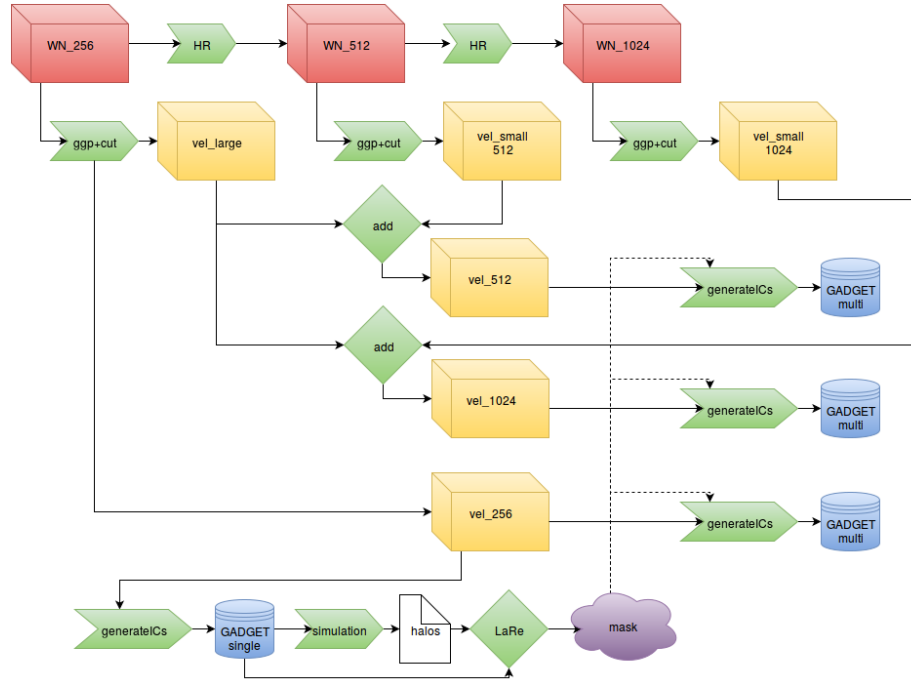 WN_256
HR
WN_512
HR
WN_1024
ggp+cut
vel_large
ggp+cut
vel_small
512
ggp+cut
vel_small
1024
add
vel_512
generateICs
GADGET
multi
add
vel_1024
generateICs
GADGET
multi
vel_256
generateICs
GADGET
multi
generateICs
GADGET
single
simulation
halos
LaRe
mask